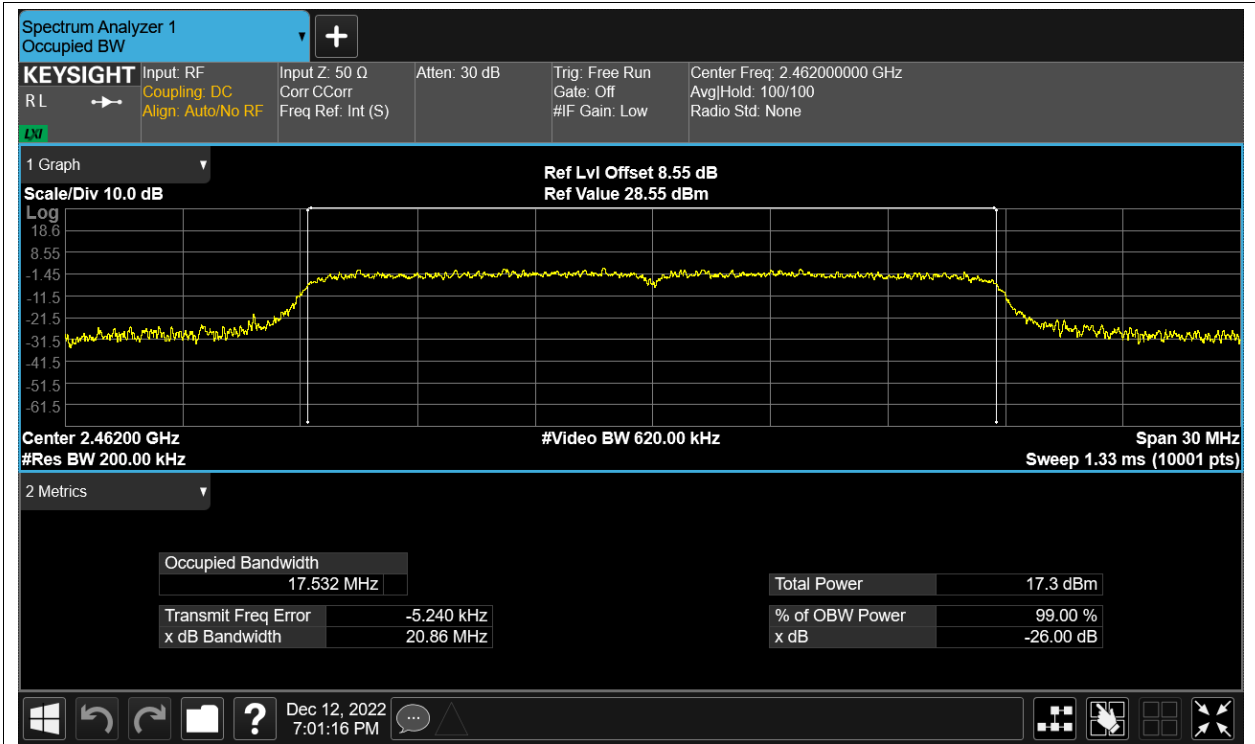 Spectrum Analyzer 1
Occupied BW
KEYSIGHT
R L
LXI
Input: RF
Coupling: DC
Align: Auto/No RF
Input Z: 50 Ω
Corr CCorr
Freq Ref: Int (S)
Atten: 30 dB
Trig: Free Run
Gate: Off
#IF Gain: Low
Center Freq: 2.462000000 GHz
Avg|Hold: 100/100
Radio Std: None
1 Graph
Scale/Div 10.0 dB
Ref Lvl Offset 8.55 dB
Ref Value 28.55 dBm
Log
18.6
8.55
-1.45
-11.5
-21.5
-31.5
-41.5
-51.5
-61.5
Center 2.46200 GHz
#Res BW 200.00 kHz
#Video BW 620.00 kHz
Span 30 MHz
Sweep 1.33 ms (10001 pts)
2 Metrics
Occupied Bandwidth
17.532 MHz
Transmit Freq Error -5.240 kHz
x dB Bandwidth 20.86 MHz
Total Power 17.3 dBm
% of OBW Power 99.00 %
x dB -26.00 dB
?
Dec 12, 2022
7:01:16 PM